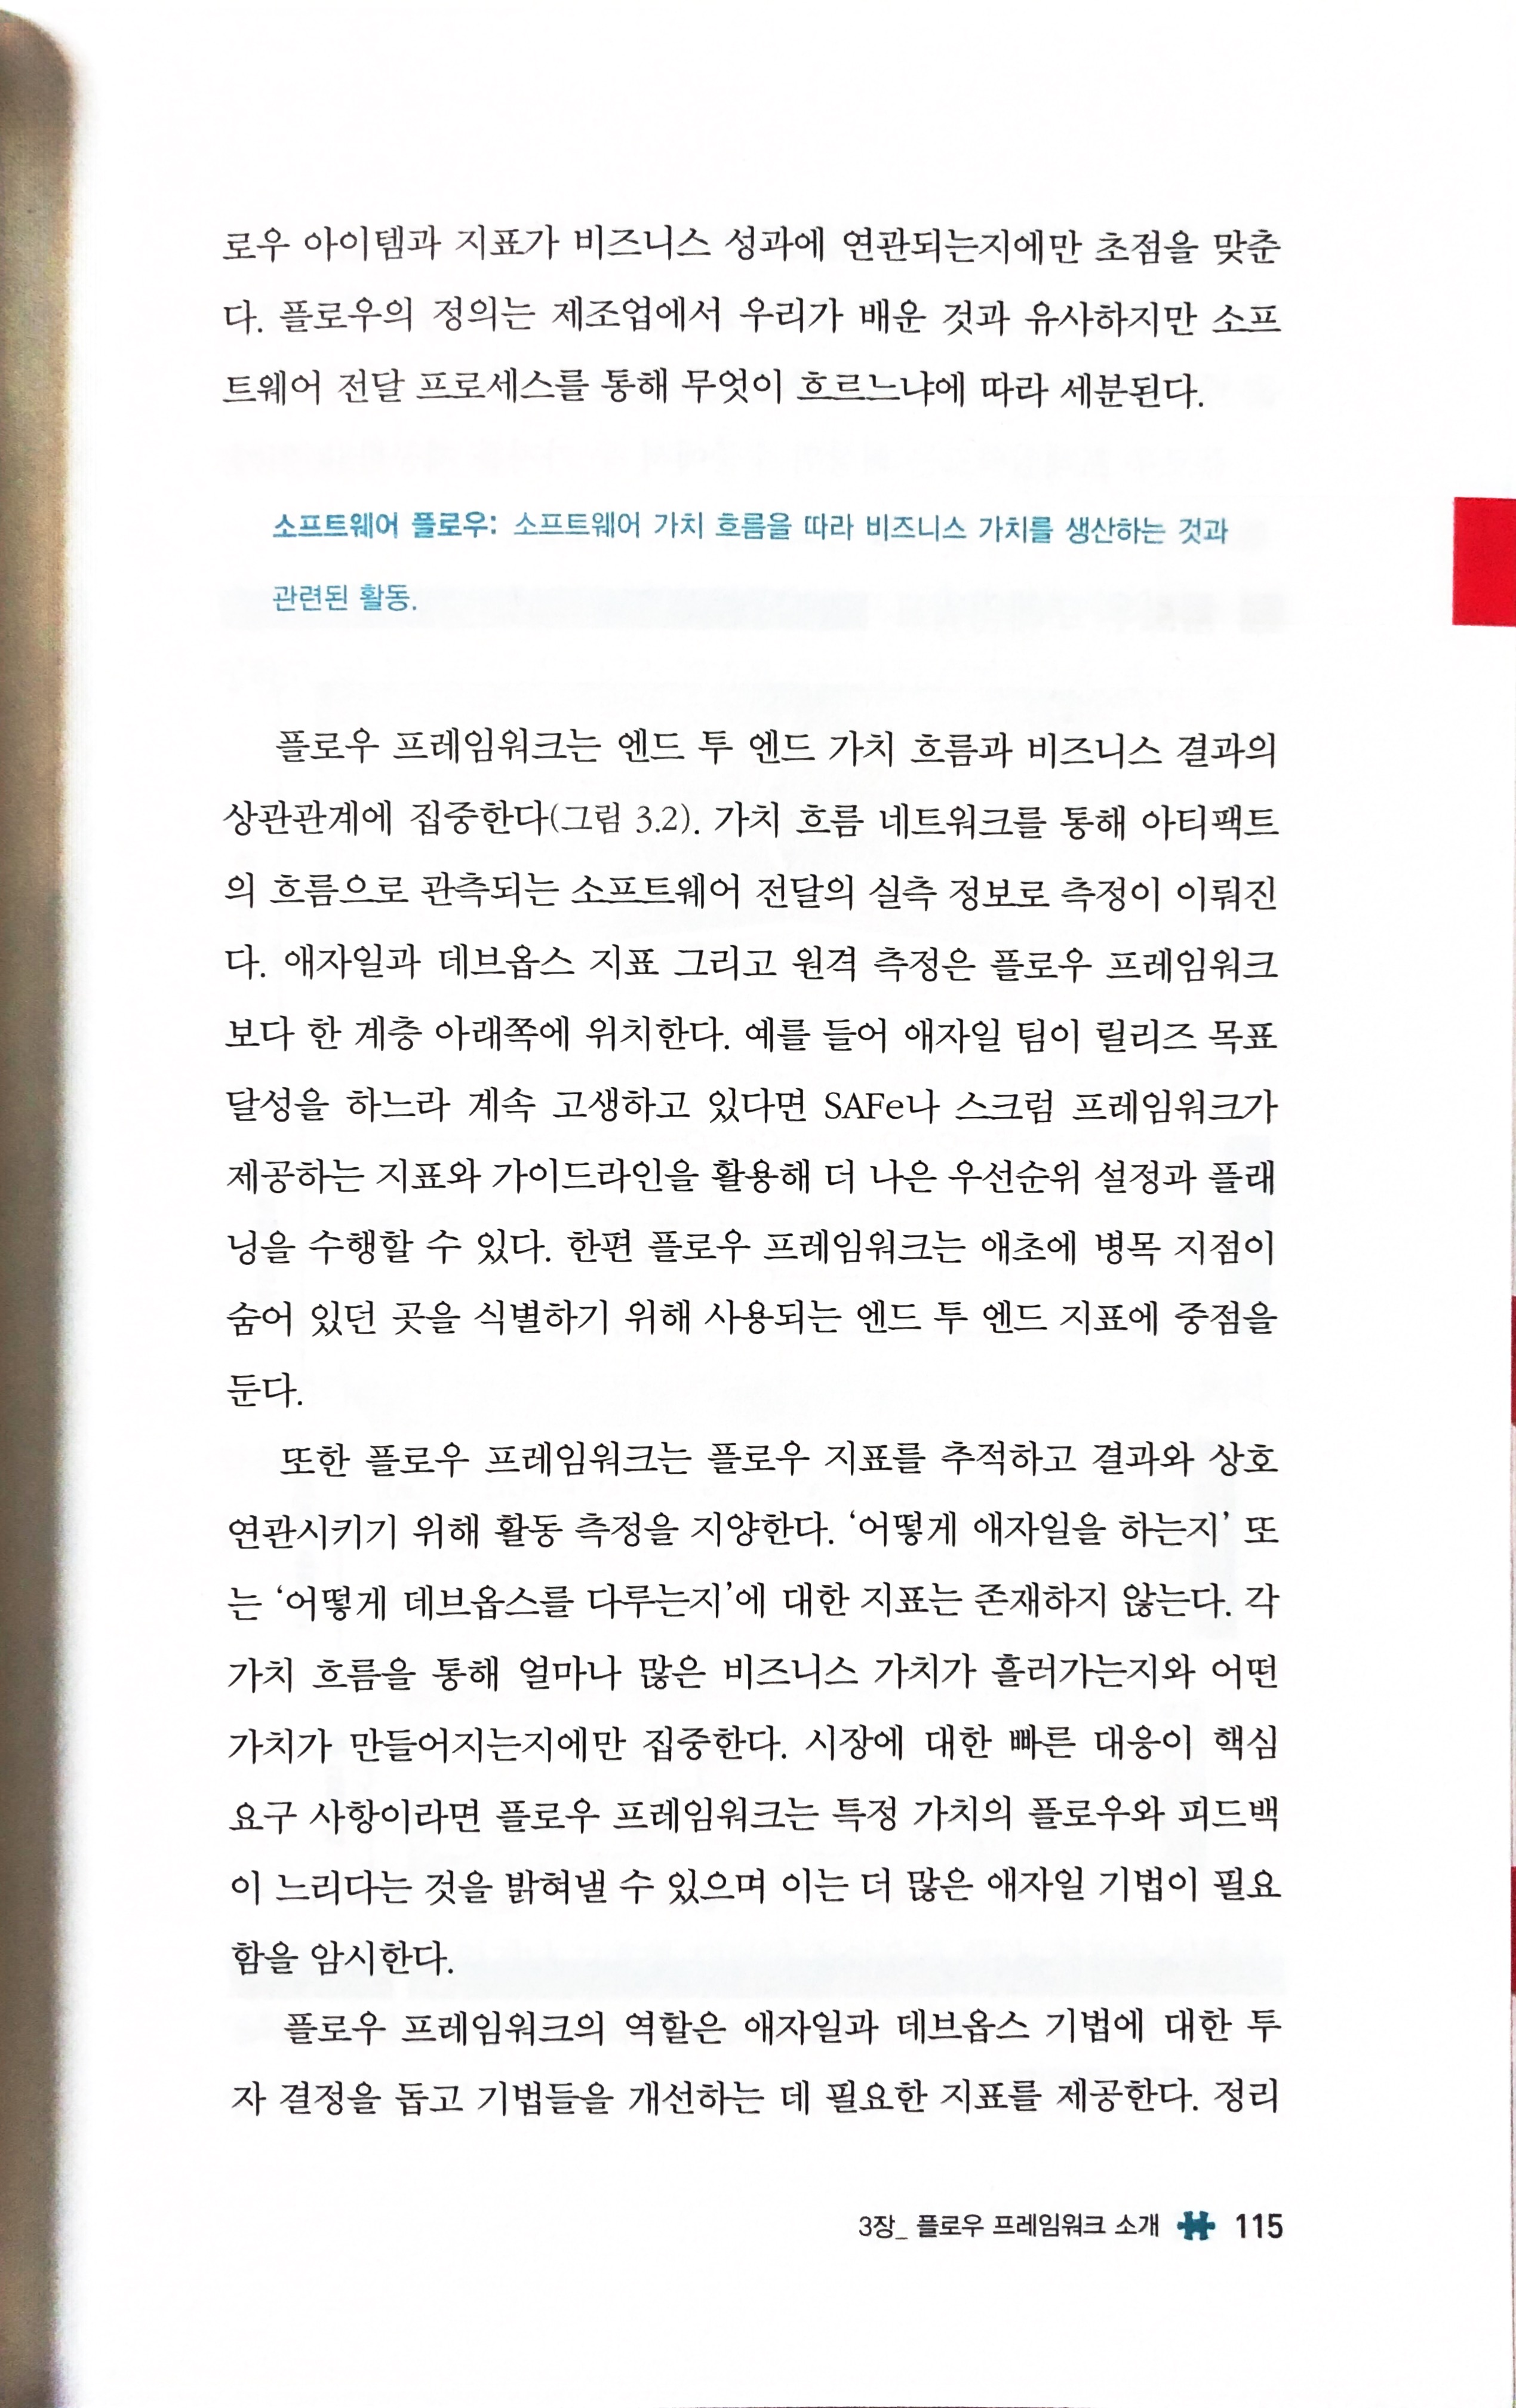 로우 아이템과 지표가 비즈니스 성과에 연관되는지에만 초점을 맞춘
다. 플로우의 정의는 제조업에서 우리가 배운 것과 유사하지만 소프
트웨어 전달 프로세스를 통해 무엇이 흐르느냐에 따라 세분된다.
소프트웨어 플로우: 소프트웨어 가치 흐름을 따라 비즈니스 가치를 생산하는 것과
관련된 활동.
플로우 프레임워크는 엔드 투 엔드 가치 흐름과 비즈니스 결과의
상관관계에 집중한다(그림 3.2). 가치 흐름 네트워크를 통해 아티팩트
의 흐름으로 관측되는 소프트웨어 전달의 실측 정보로 측정이 이뤄진
다. 애자일과 데브옵스 지표 그리고 원격 측정은 플로우 프레임워크
보다 한 계층 아래쪽에 위치한다. 예를 들어 애자일 팀이 릴리즈 목표
달성을 하느라 계속 고생하고 있다면 SAFe나 스크럼 프레임워크가
제공하는 지표와 가이드라인을 활용해 더 나은 우선순위 설정과 플래
닝을 수행할 수 있다. 한편 플로우 프레임워크는 애초에 병목 지점이
숨어 있던 곳을 식별하기 위해 사용되는 엔드 투 엔드 지표에 중점을
둔다.
또한 플로우 프레임워크는 플로우 지표를 추적하고 결과와 상호
연관시키기 위해 활동 측정을 지양한다. ‘어떻게 애자일을 하는지’ 또
는 ‘어떻게 데브옵스를 다루는지’에 대한 지표는 존재하지 않는다. 각
가치 흐름을 통해 얼마나 많은 비즈니스 가치가 흘러가는지와 어떤
가치가 만들어지는지에만 집중한다. 시장에 대한 빠른 대응이 핵심
요구 사항이라면 플로우 프레임워크는 특정 가치의 플로우와 피드백
이 느리다는 것을 밝혀낼 수 있으며 이는 더 많은 애자일 기법이 필요
함을 암시한다.
플로우 프레임워크의 역할은 애자일과 데브옵스 기법에 대한 투
자 결정을 돕고 기법들을 개선하는 데 필요한 지표를 제공한다. 정리
3장_ 플로우 프레임워크 소개 115